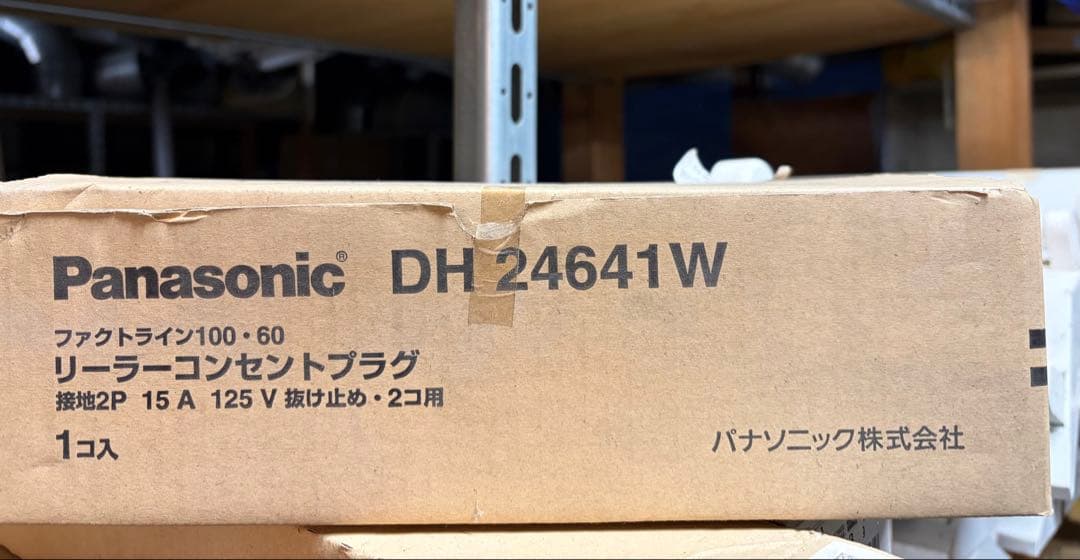 Panasonic® DH 24641W
ファクトライン100・60
リーラーコンセントプラグ
接地2P 15 A 125 V 抜け止め・2コ用
1コ入
パナソニック株式会社